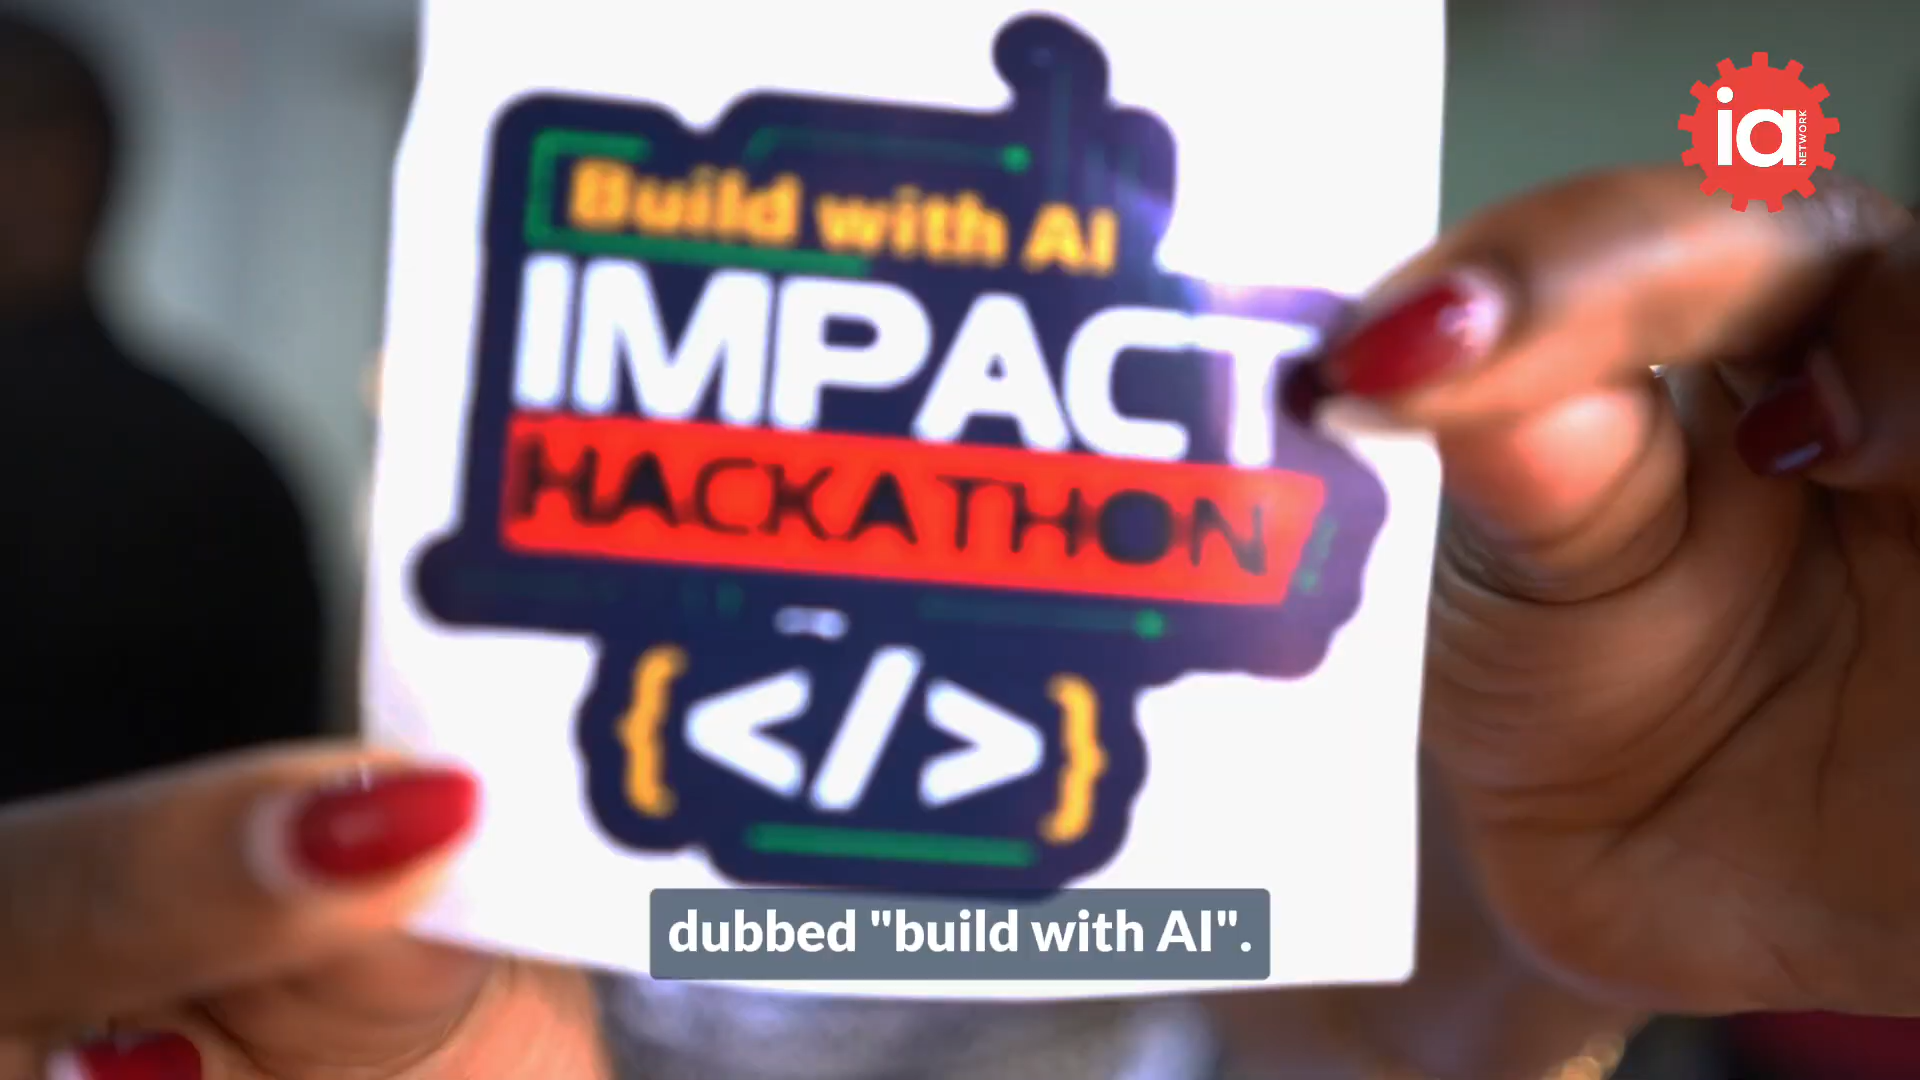 ia
NETWORK
Build with AI
IMPACT
HACKATHON
{</>}
dubbed "build with AI".